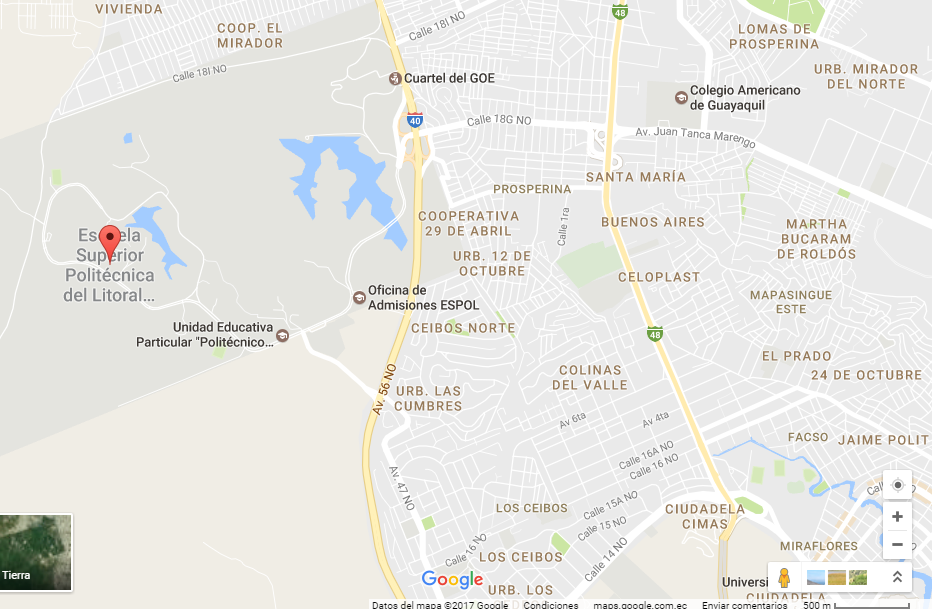 VIVIENDA
COOP. EL
MIRADOR
Calle 18I NO
Calle 18I NO
48
LOMAS DE
PROSPERINA
URB. MIRADOR
DEL NORTE
Cuartel del GOE
Colegio Americano
de Guayaquil
40
Calle 18G NO
Av. Juan Tanca Marengo
SANTA MARÍA
PROSPERINA
COOPERATIVA
29 DE ABRIL
Calle 1ra
BUENOS AIRES
MARTHA
BUCARAM
DE ROLDÓS
Superior
Politécnica
del Litoral...
URB. 12 DE
OCTUBRE
CELOPLAST
Oficina de
Admisiones ESPOL
MAPASINGUE
ESTE
Unidad Educativa
Particular "Politécnico...
CEIBOS NORTE
48
EL PRADO
24 DE OCTUBRE
COLINAS
DEL VALLE
Av. 56 NO
URB. LAS
CUMBRES
Av 6ta
Av 4ta
FACSO
JAIME POLIT
Calle 16A NO
Calle 16 NO
Av. 47 NO
LOS CEIBOS
Calle 15A NO
Calle 15 NO
CIUDADELA
CIMAS
Calle 16 NO
LOS CEIBOS
Calle 14 NO
MIRAFLORES
Tierra
Google
URB. LOS
Universi
Datos del mapa ©2017 Google
Condiciones
maps.google.com.ec
Enviar comentarios
500 m